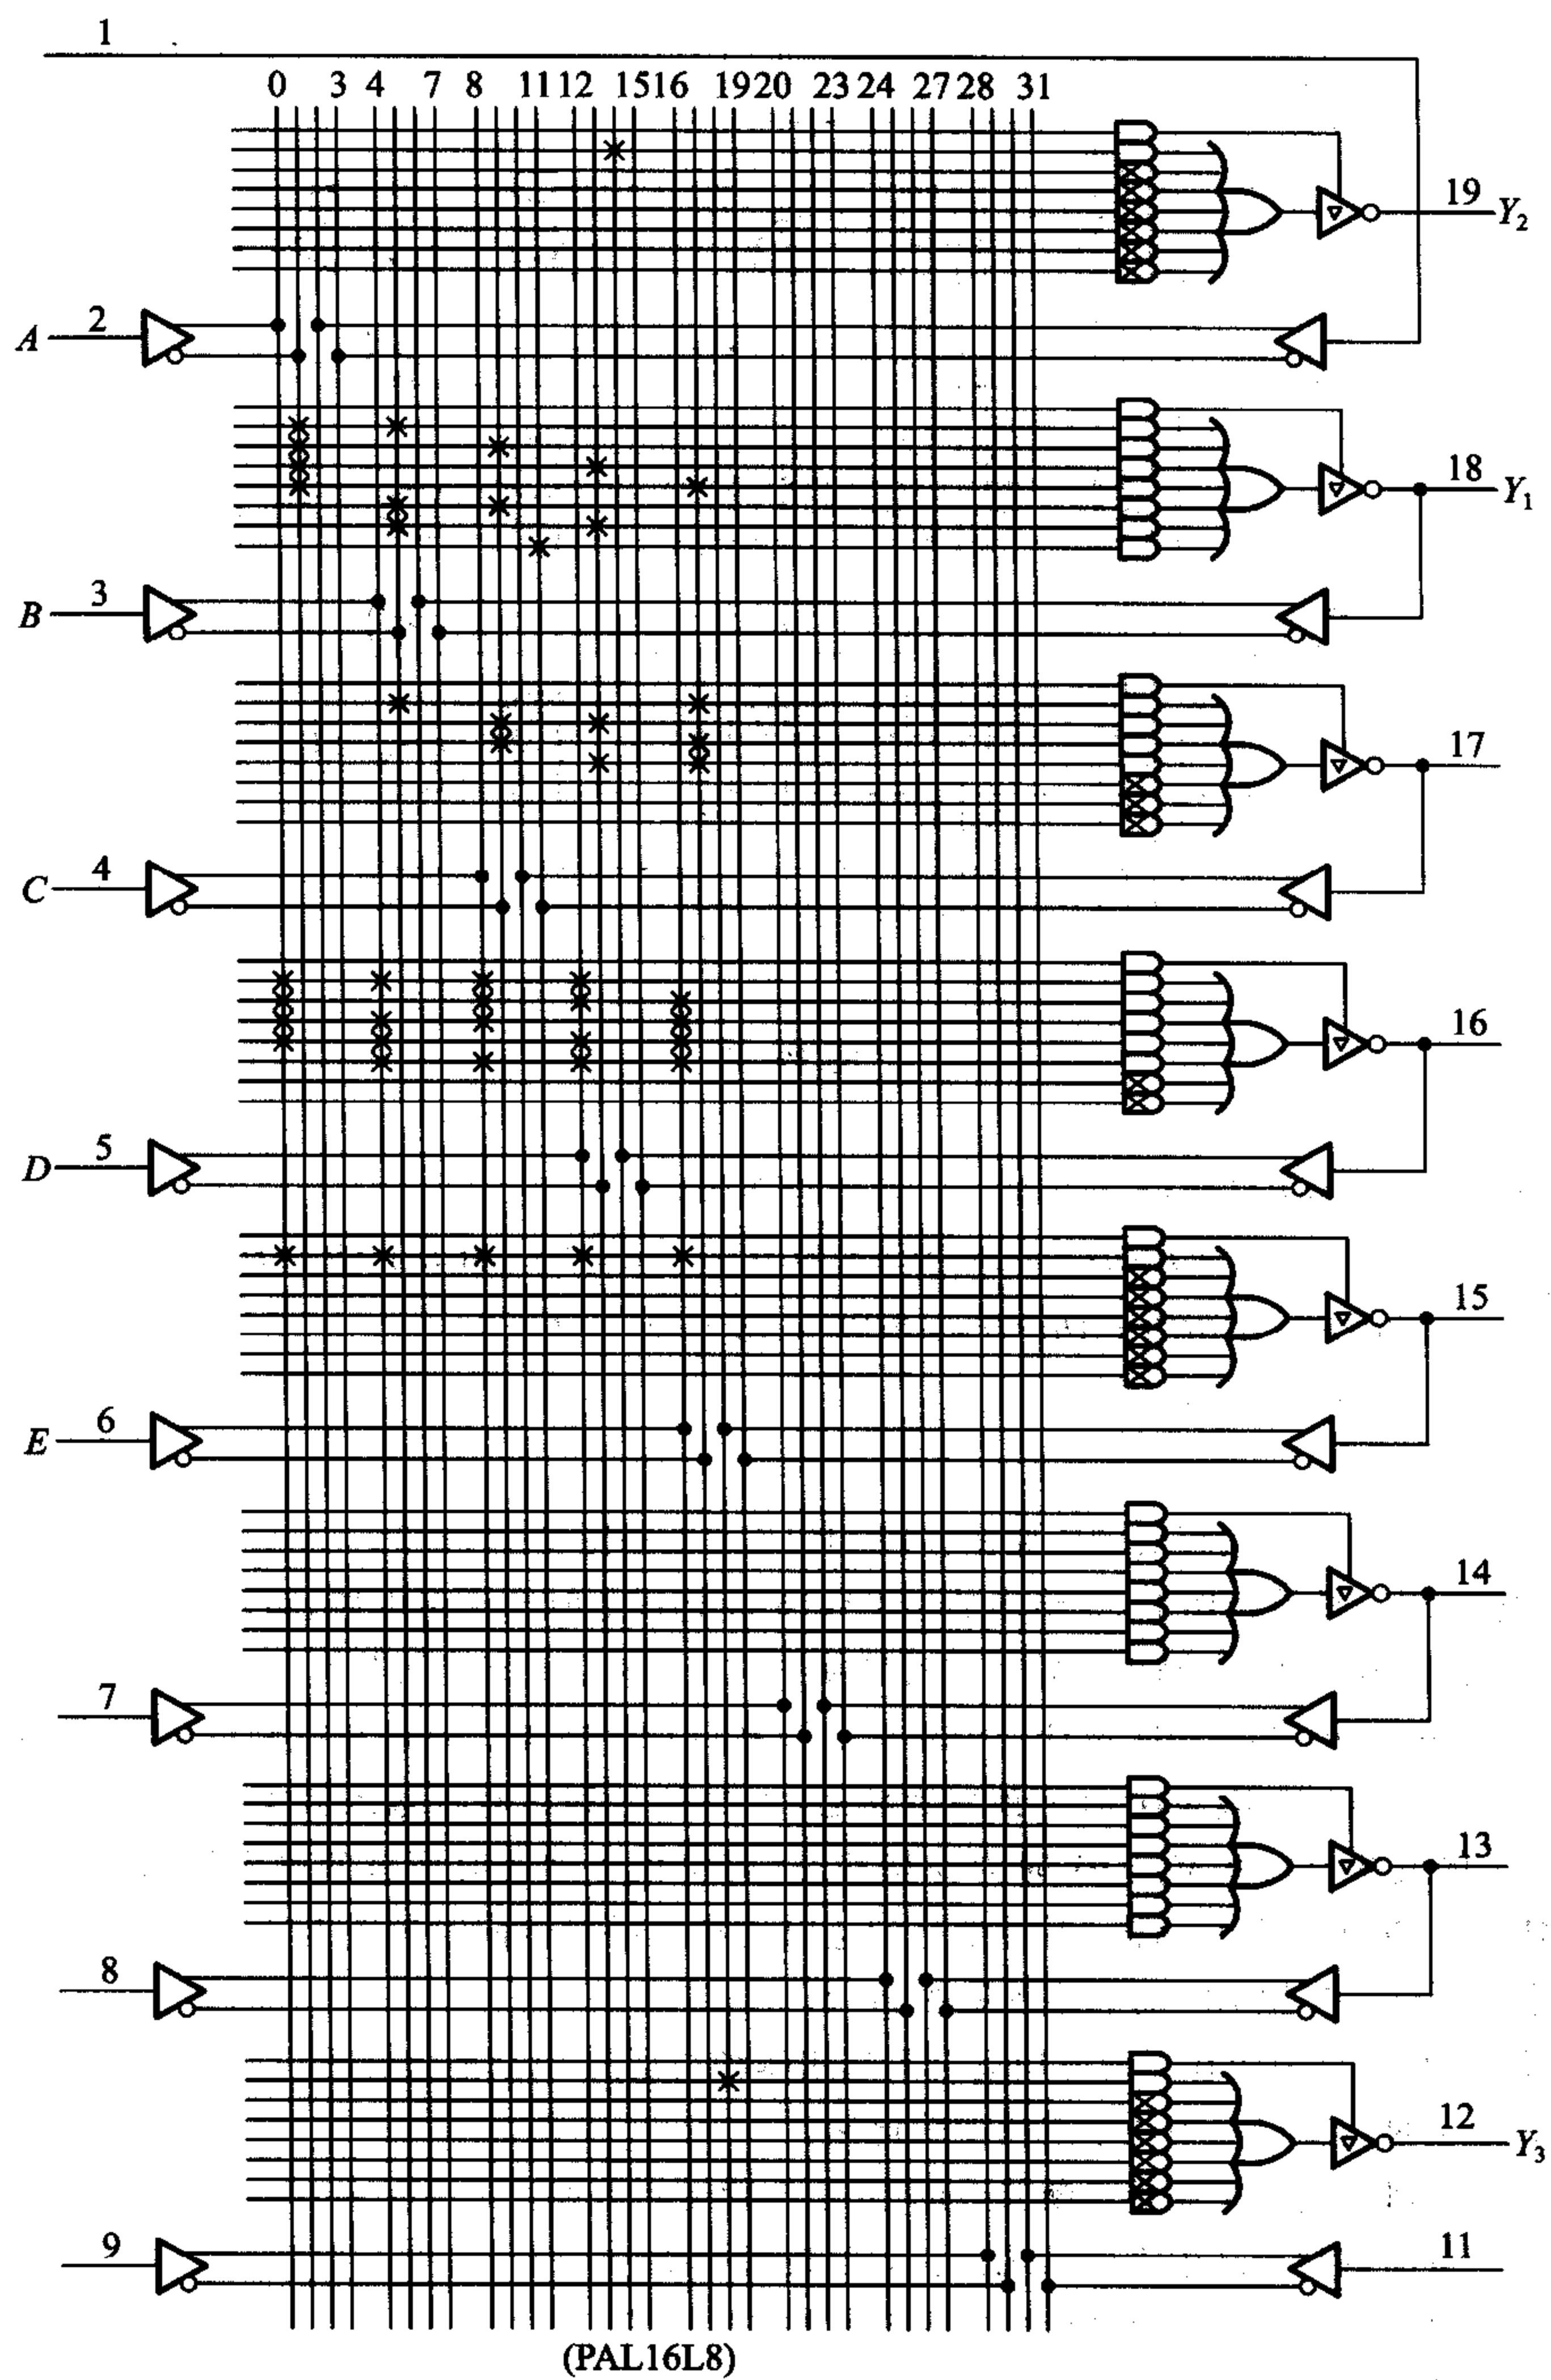 1
0 3 4 7 8 11 12 15 16 19 20 23 24 27 28 31
19 Y₂
A 2
18 Y₁
B 3
17
C 4
16
D 5
15
E 6
14
7
13
8
12 Y₃
9 11
(PAL16L8)